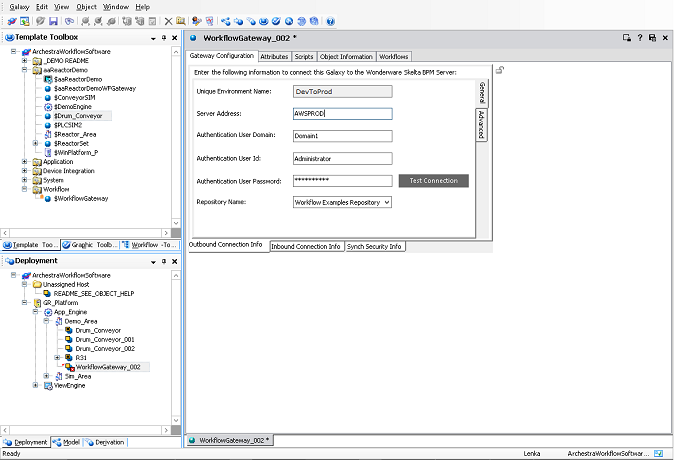 Galaxy Edit View Object Window Help
Template Toolbox
ArchestraWorkflowSoftware
_DEMO README
aaReactorDemo
$aaReactorDemo
$aaReactorDemoWFGateway
$ConveyorSIM
$DemoEngine
$Drum_Conveyor
$PLCSIM2
$Reactor_Area
$ReactorSet
$WinPlatform_P
Application
Device Integration
System
Workflow
$WorkflowGateway
Template Too... Graphic Toolb... Workflow -To...
Deployment
ArchestraWorkflowSoftware
Unassigned Host
README_SEE_OBJECT_HELP
GR_Platform
App_Engine
Demo_Area
Drum_Conveyor
Drum_Conveyor_001
Drum_Conveyor_002
R31
WorkflowGateway_002
Sim_Area
ViewEngine
Deployment Model Derivation
Ready
WorkflowGateway_002 *
Gateway Configuration Attributes Scripts Object Information Workflows
Enter the following information to connect this Galaxy to the Wonderware Skelta BPM Server:
Unique Environment Name: DevToProd
Server Address: AWSPROD
Authentication User Domain: Domain1
Authentication User Id: Administrator
Authentication User Password: ********** Test Connection
Repository Name: Workflow Examples Repository
General
Advanced
Outbound Connection Info Inbound Connection Info Synch Security Info
WorkflowGateway_002 *
Lenka ArchestraWorkflowSoftwar...